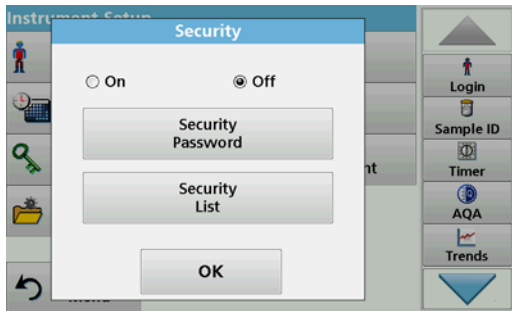 Security
On
Off
Security
Password
Security
List
OK
Login
Sample ID
Timer
AQA
Trends